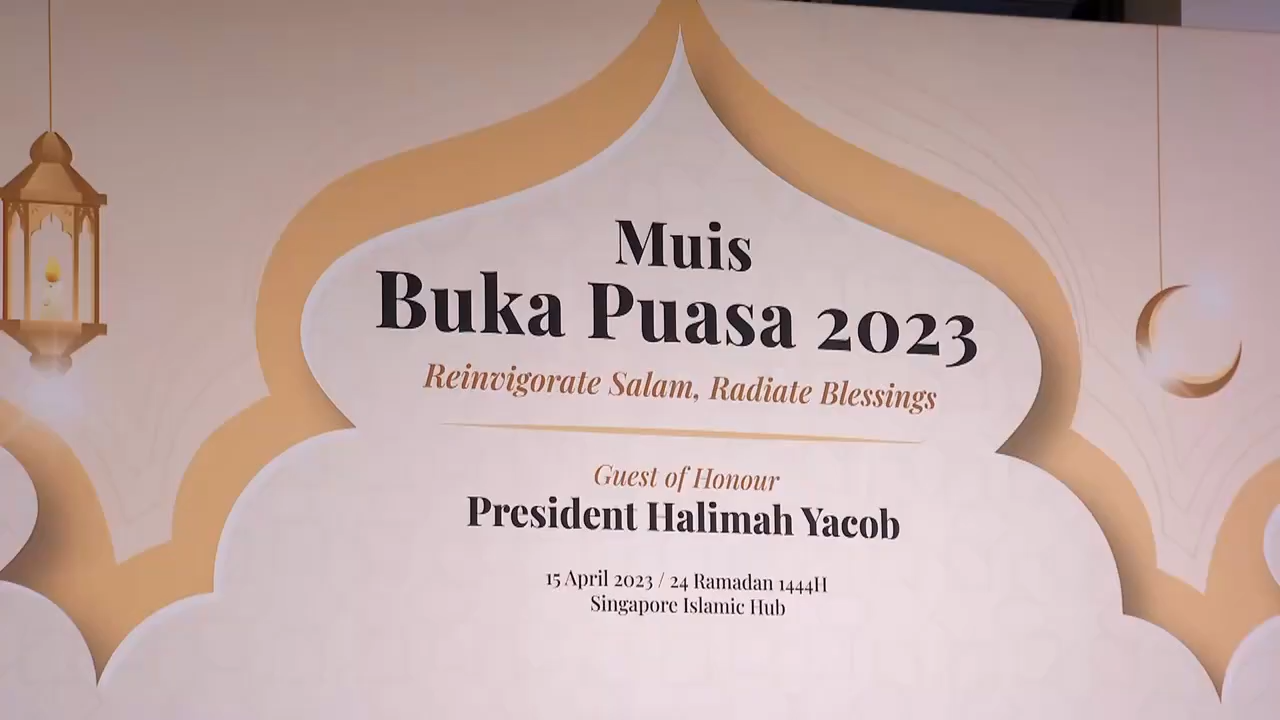 Muis
Buka Puasa 2023
Reinvigorate Salam, Radiate Blessings
Guest of Honour
President Halimah Yacob
15 April 2023 / 24 Ramadan 1444H
Singapore Islamic Hub